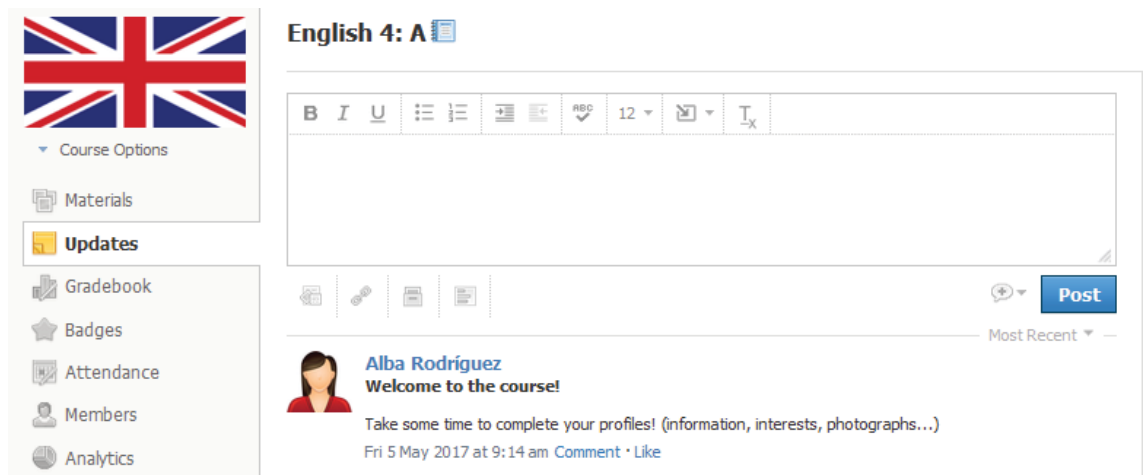 English 4: A
B I U ABC 12 Tx
Course Options
Materials
Updates
Gradebook
Badges
Attendance
Members
Analytics
Post
Most Recent
Alba Rodríguez
Welcome to the course!
Take some time to complete your profiles! (information, interests, photographs...)
Fri 5 May 2017 at 9:14 am Comment · Like